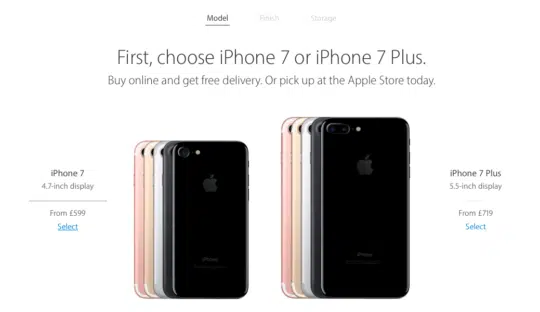 Model Finish Storage
First, choose iPhone 7 or iPhone 7 Plus.
Buy online and get free delivery. Or pick up at the Apple Store today.
iPhone 7
4.7-inch display
From £599
Select
iPhone 7 Plus
5.5-inch display
From £719
Select
iPhone
iPhone